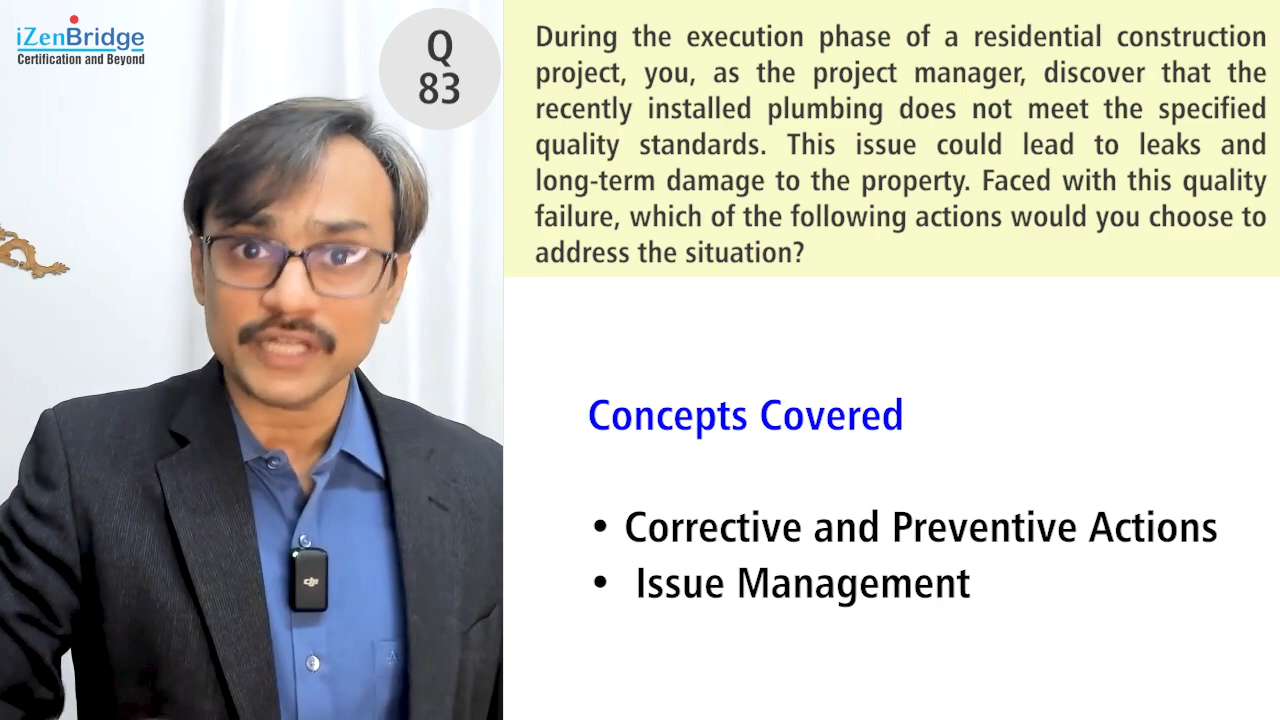 iZenBridge
Certification and Beyond
Q
83
During the execution phase of a residential construction
project, you, as the project manager, discover that the
recently installed plumbing does not meet the specified
quality standards. This issue could lead to leaks and
long-term damage to the property. Faced with this quality
failure, which of the following actions would you choose to
address the situation?
Concepts Covered
• Corrective and Preventive Actions
• Issue Management
dji